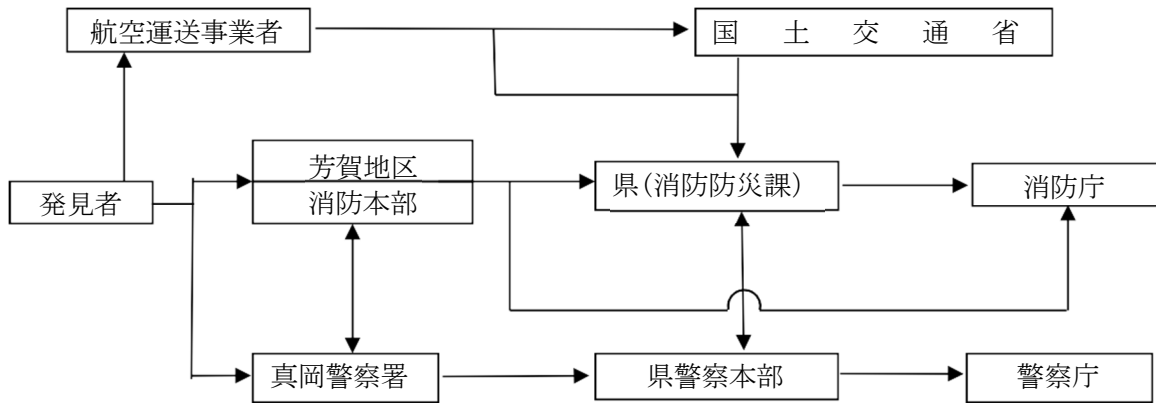 航空運送事業者
国土交通省
芳賀地区
消防本部
発見者
県(消防防災課)
消防庁
真岡警察署
県警察本部
警察庁